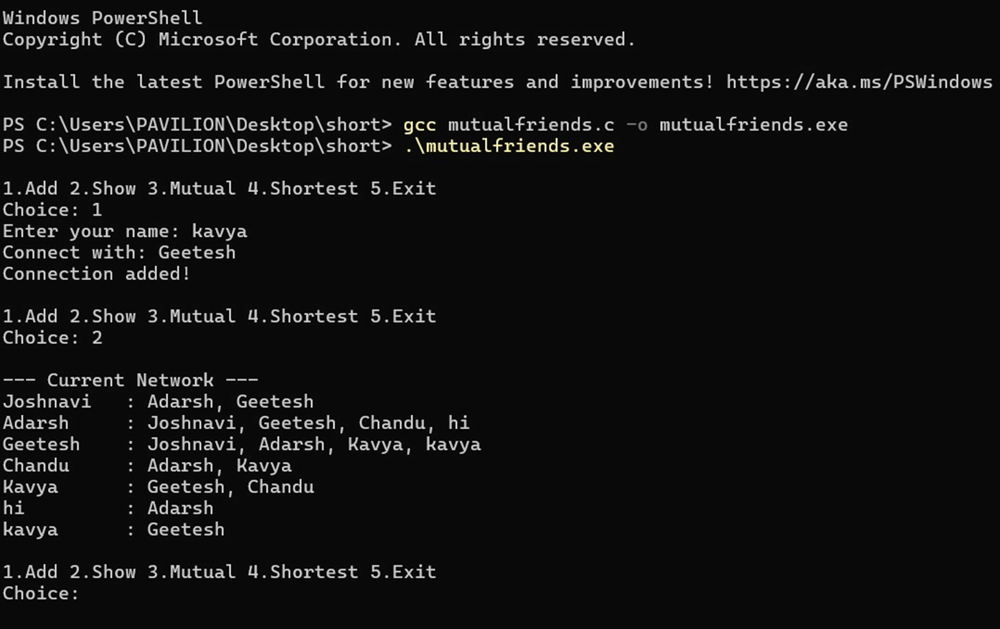 Windows PowerShell
Copyright (C) Microsoft Corporation. All rights reserved.
Install the latest PowerShell for new features and improvements! https://aka.ms/PSWindows
PS C:\Users\PAVILION\Desktop\short> gcc mutualfriends.c -o mutualfriends.exe
PS C:\Users\PAVILION\Desktop\short> .\mutualfriends.exe
1.Add 2.Show 3.Mutual 4.Shortest 5.Exit
Choice: 1
Enter your name: kavya
Connect with: Geetesh
Connection added!
1.Add 2.Show 3.Mutual 4.Shortest 5.Exit
Choice: 2
--- Current Network ---
Joshnavi   : Adarsh, Geetesh
Adarsh     : Joshnavi, Geetesh, Chandu, hi
Geetesh    : Joshnavi, Adarsh, Kavya, kavya
Chandu     : Adarsh, Kavya
Kavya      : Geetesh, Chandu
hi         : Adarsh
kavya      : Geetesh
1.Add 2.Show 3.Mutual 4.Shortest 5.Exit
Choice: